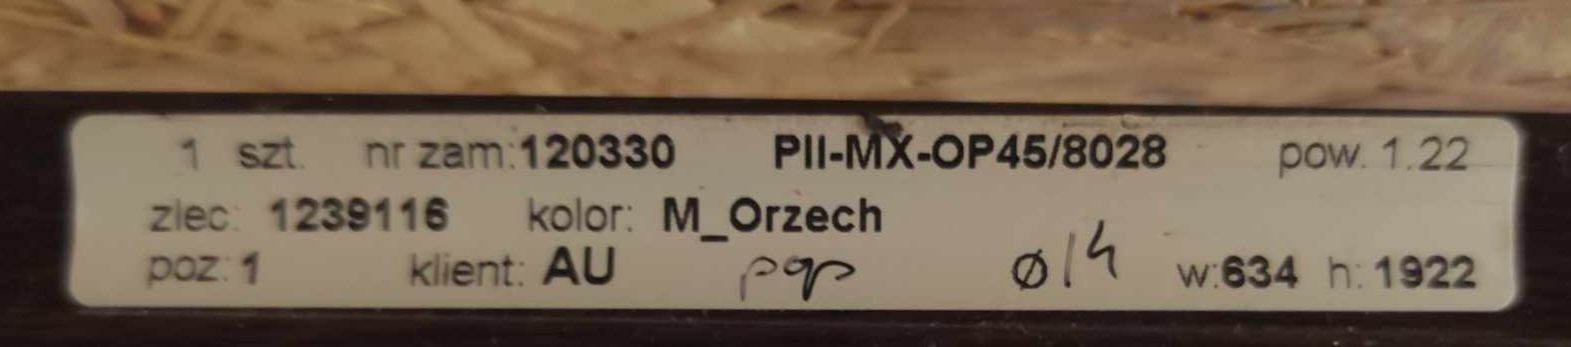 1 szt. nr zam:120330 PII-MX-OP45/8028 pow. 1.22
zlec: 1239116 kolor: M_Orzech
poz:1 klient: AU pgp ø14 w:634 h: 1922